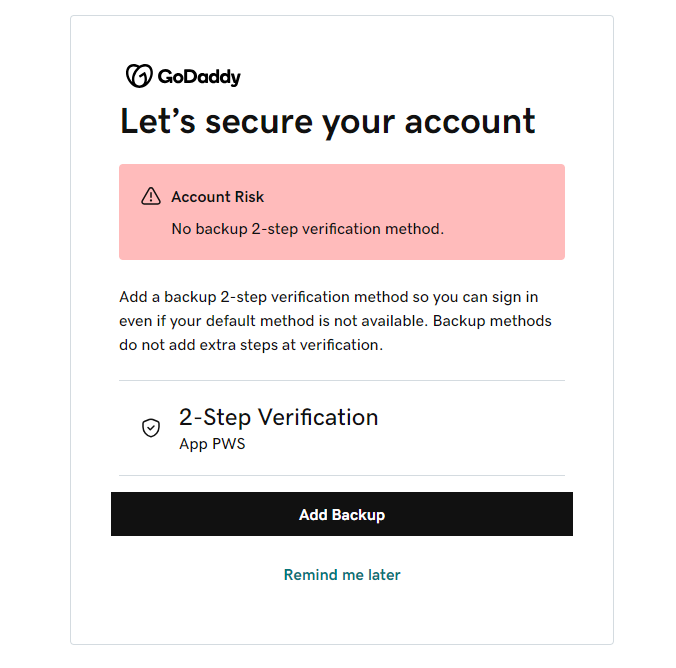 GoDaddy
Let's secure your account
Account Risk
No backup 2-step verification method.
Add a backup 2-step verification method so you can sign in
even if your default method is not available. Backup methods
do not add extra steps at verification.
2-Step Verification
App PWS
Add Backup
Remind me later